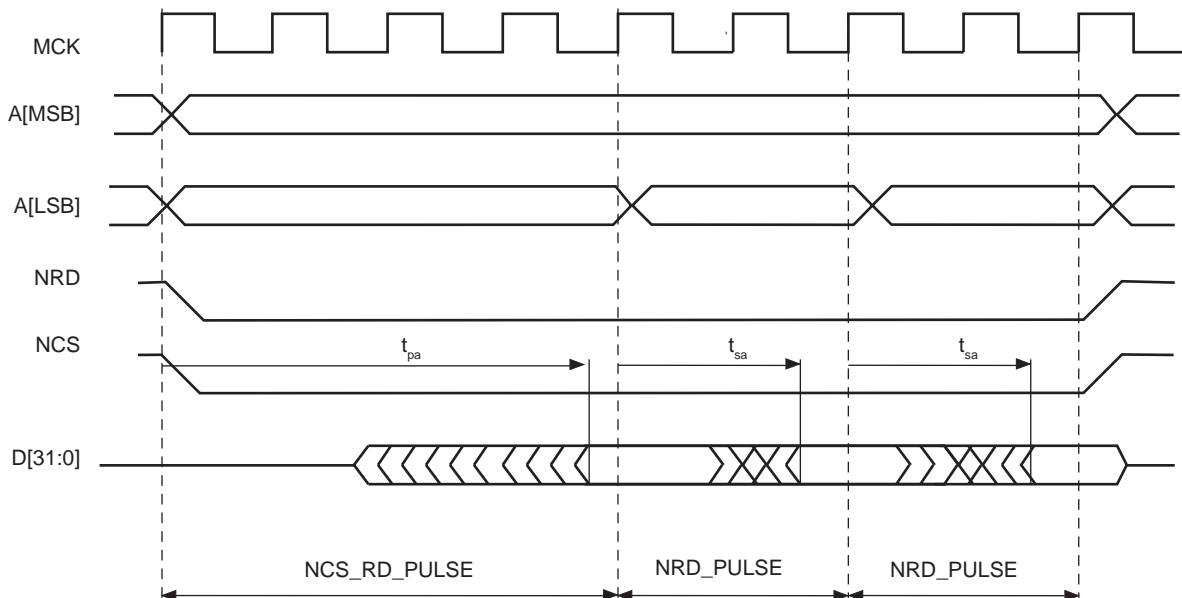 MCK
A[MSB]
A[LSB]
NRD
NCS
tpa
tsa
tsa
D[31:0]
NCS_RD_PULSE
NRD_PULSE
NRD_PULSE